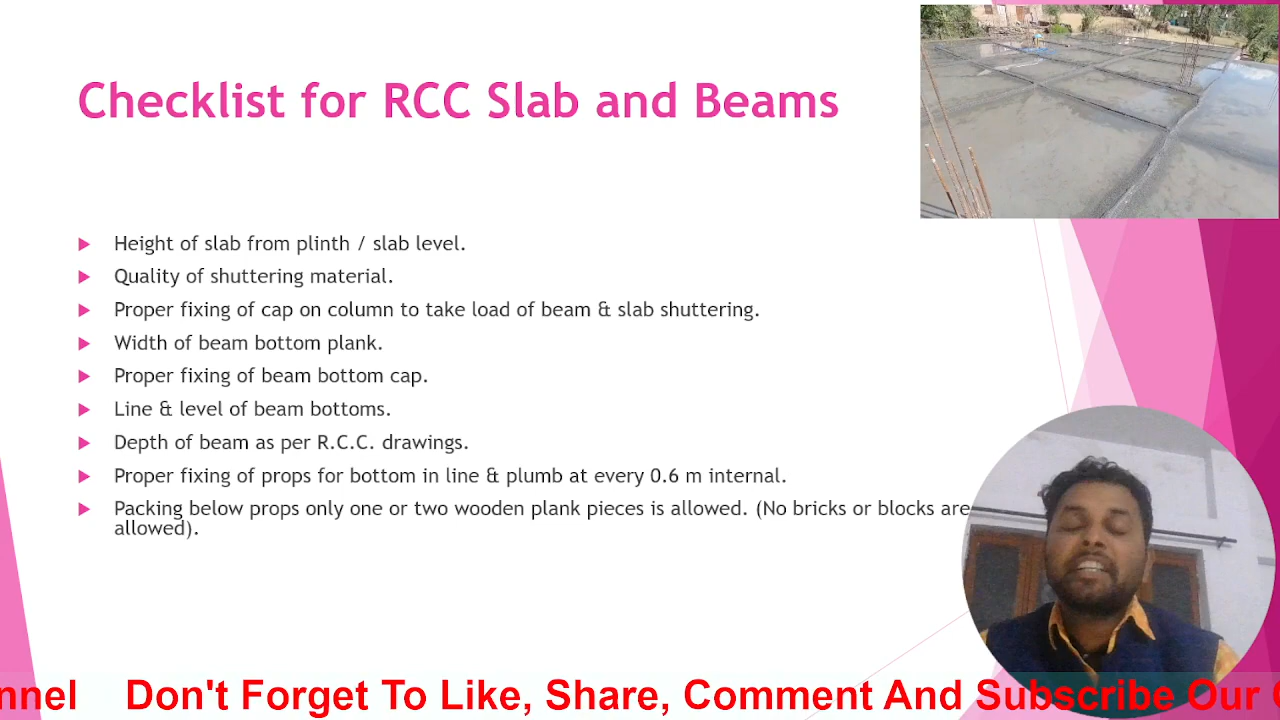 Checklist for RCC Slab and Beams
Height of slab from plinth / slab level.
Quality of shuttering material.
Proper fixing of cap on column to take load of beam & slab shuttering.
Width of beam bottom plank.
Proper fixing of beam bottom cap.
Line & level of beam bottoms.
Depth of beam as per R.C.C. drawings.
Proper fixing of props for bottom in line & plumb at every 0.6 m internal.
Packing below props only one or two wooden plank pieces is allowed. (No bricks or blocks are
allowed).
nnel Don't Forget To Like, Share, Comment And Subscribe Our